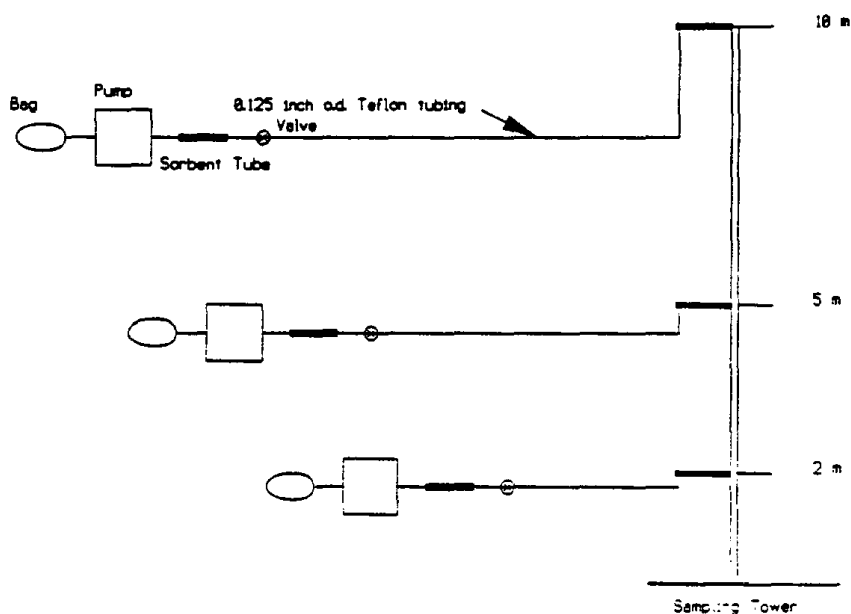 10 m
Pump
Bag
0.125 inch o.d. Teflon tubing
Valve
Sorbent Tube
5 m
2 m
Sampling Tower